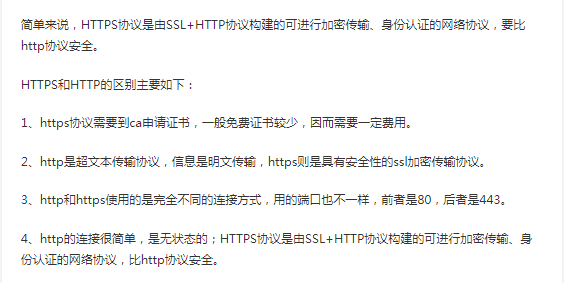 简单来说，HTTPS协议是由SSL+HTTP协议构建的可进行加密传输、身份认证的网络协议，要比
http协议安全。
HTTPS和HTTP的区别主要如下：
1、https协议需要到ca申请证书，一般免费证书较少，因而需要一定费用。
2、http是超文本传输协议，信息是明文传输，https则是具有安全性的ssl加密传输协议。
3、http和https使用的是完全不同的连接方式，用的端口也不一样，前者是80，后者是443。
4、http的连接很简单，是无状态的；HTTPS协议是由SSL+HTTP协议构建的可进行加密传输、身
份认证的网络协议，比http协议安全。